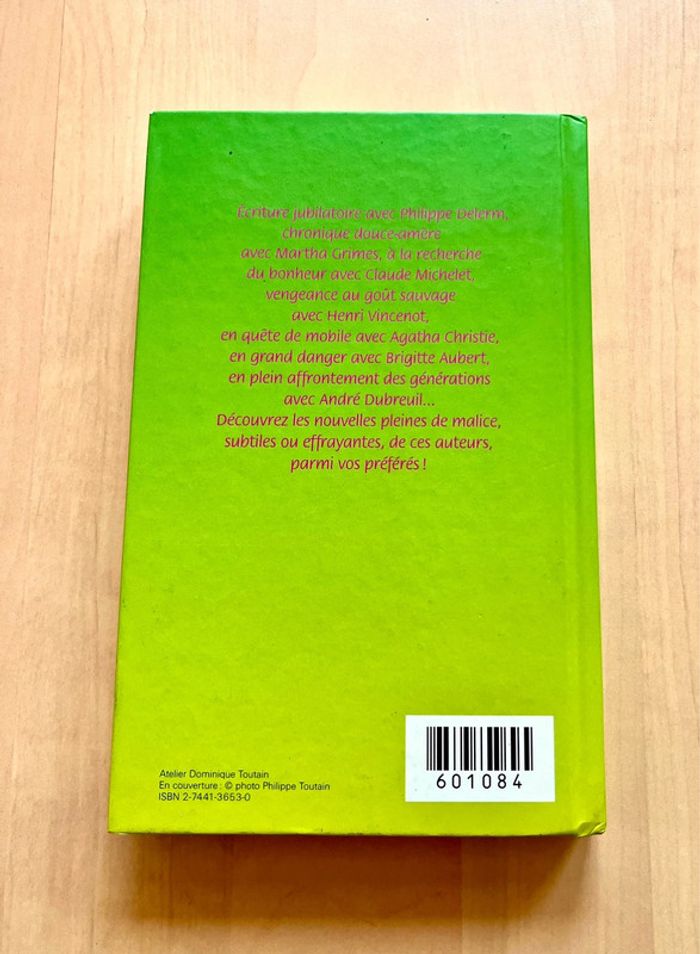 Écriture jubilatoire avec Philippe Delerm,
chronique douce-amère
avec Martha Grimes, à la recherche
du bonheur avec Claude Michelet,
vengeance au goût sauvage
avec Henri Vincenot,
en quête de mobile avec Agatha Christie,
en grand danger avec Brigitte Aubert,
en plein affrontement des générations
avec André Dubreuil...
Découvrez les nouvelles pleines de malice,
subtiles ou effrayantes, de ces auteurs,
parmi vos préférés !
Atelier Dominique Toutain
En couverture : © photo Philippe Toutain
ISBN 2-7441-3653-0
601084